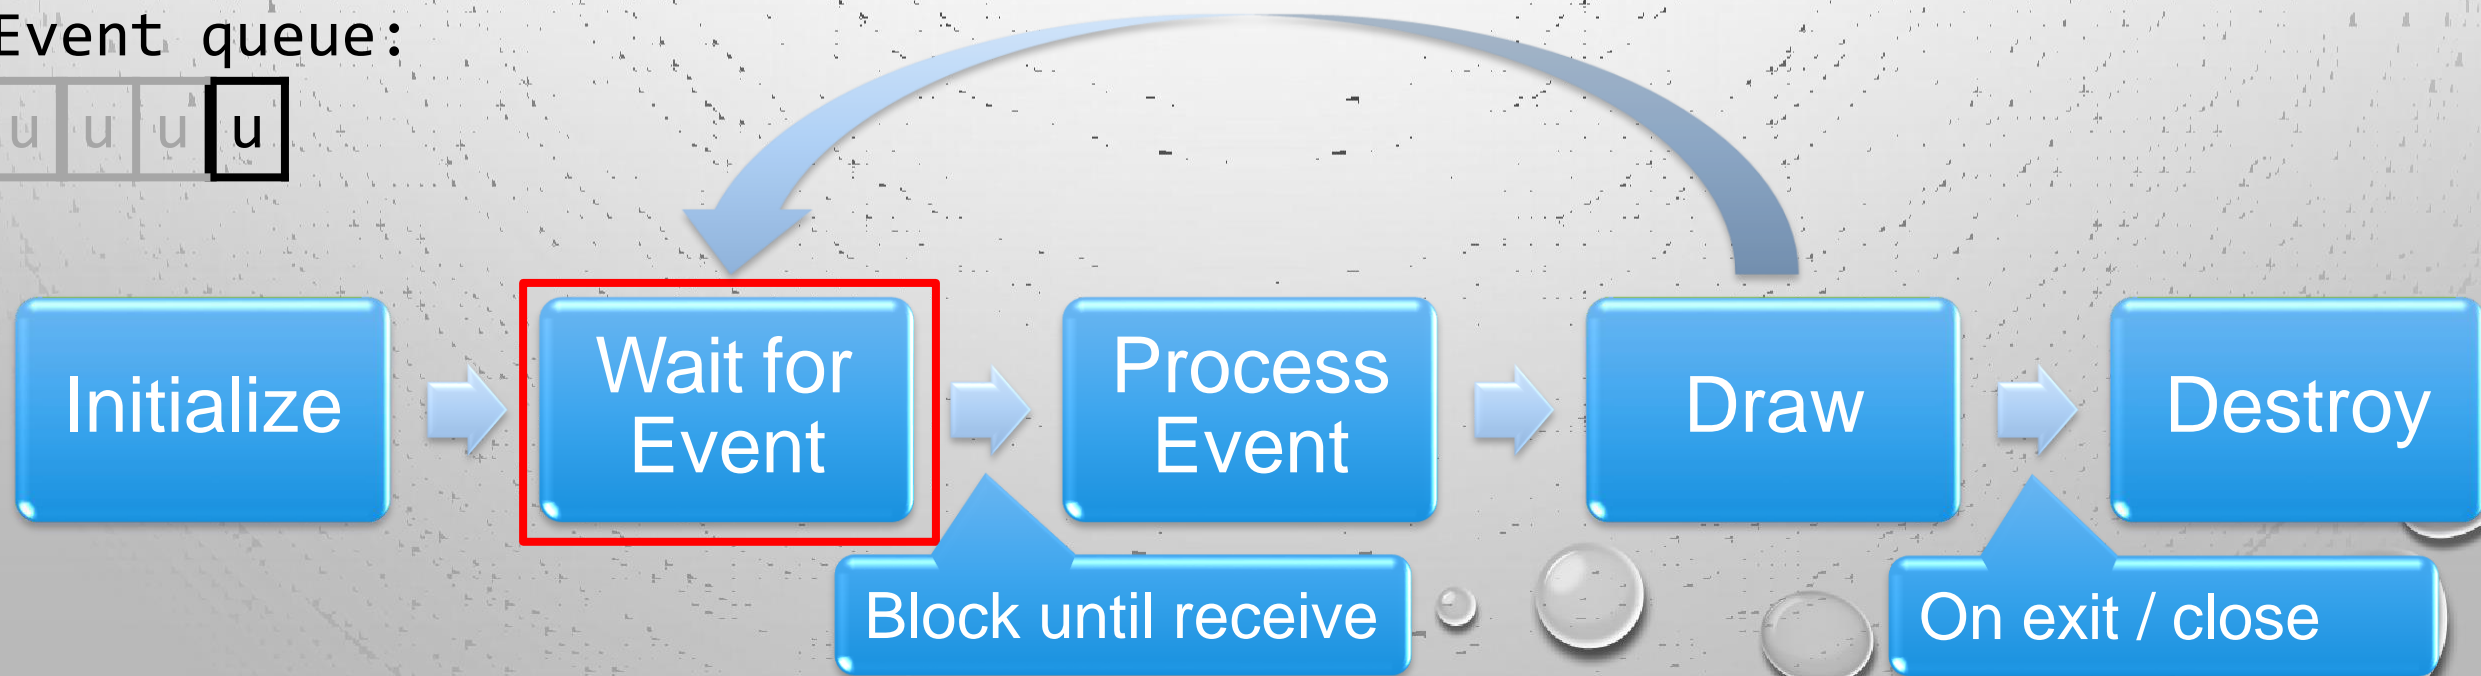 Event queue:
u u u u
Initialize
Wait for
Event
Process
Event
Draw
Destroy
Block until receive
On exit / close